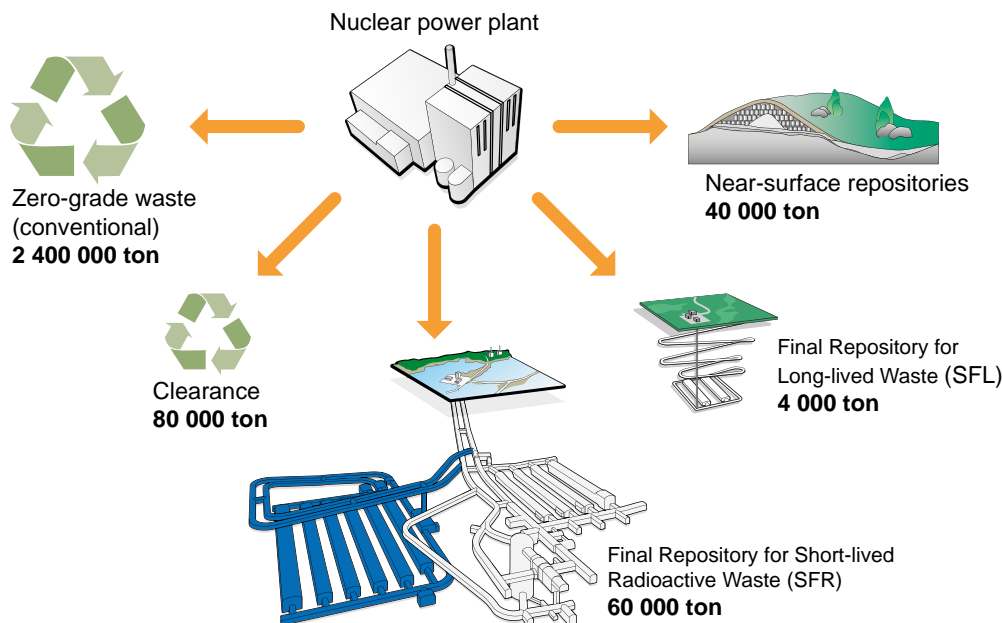 Nuclear power plant
Zero-grade waste
(conventional)
2 400 000 ton
Near-surface repositories
40 000 ton
Clearance
80 000 ton
Final Repository for
Long-lived Waste (SFL)
4 000 ton
Final Repository for Short-lived
Radioactive Waste (SFR)
60 000 ton